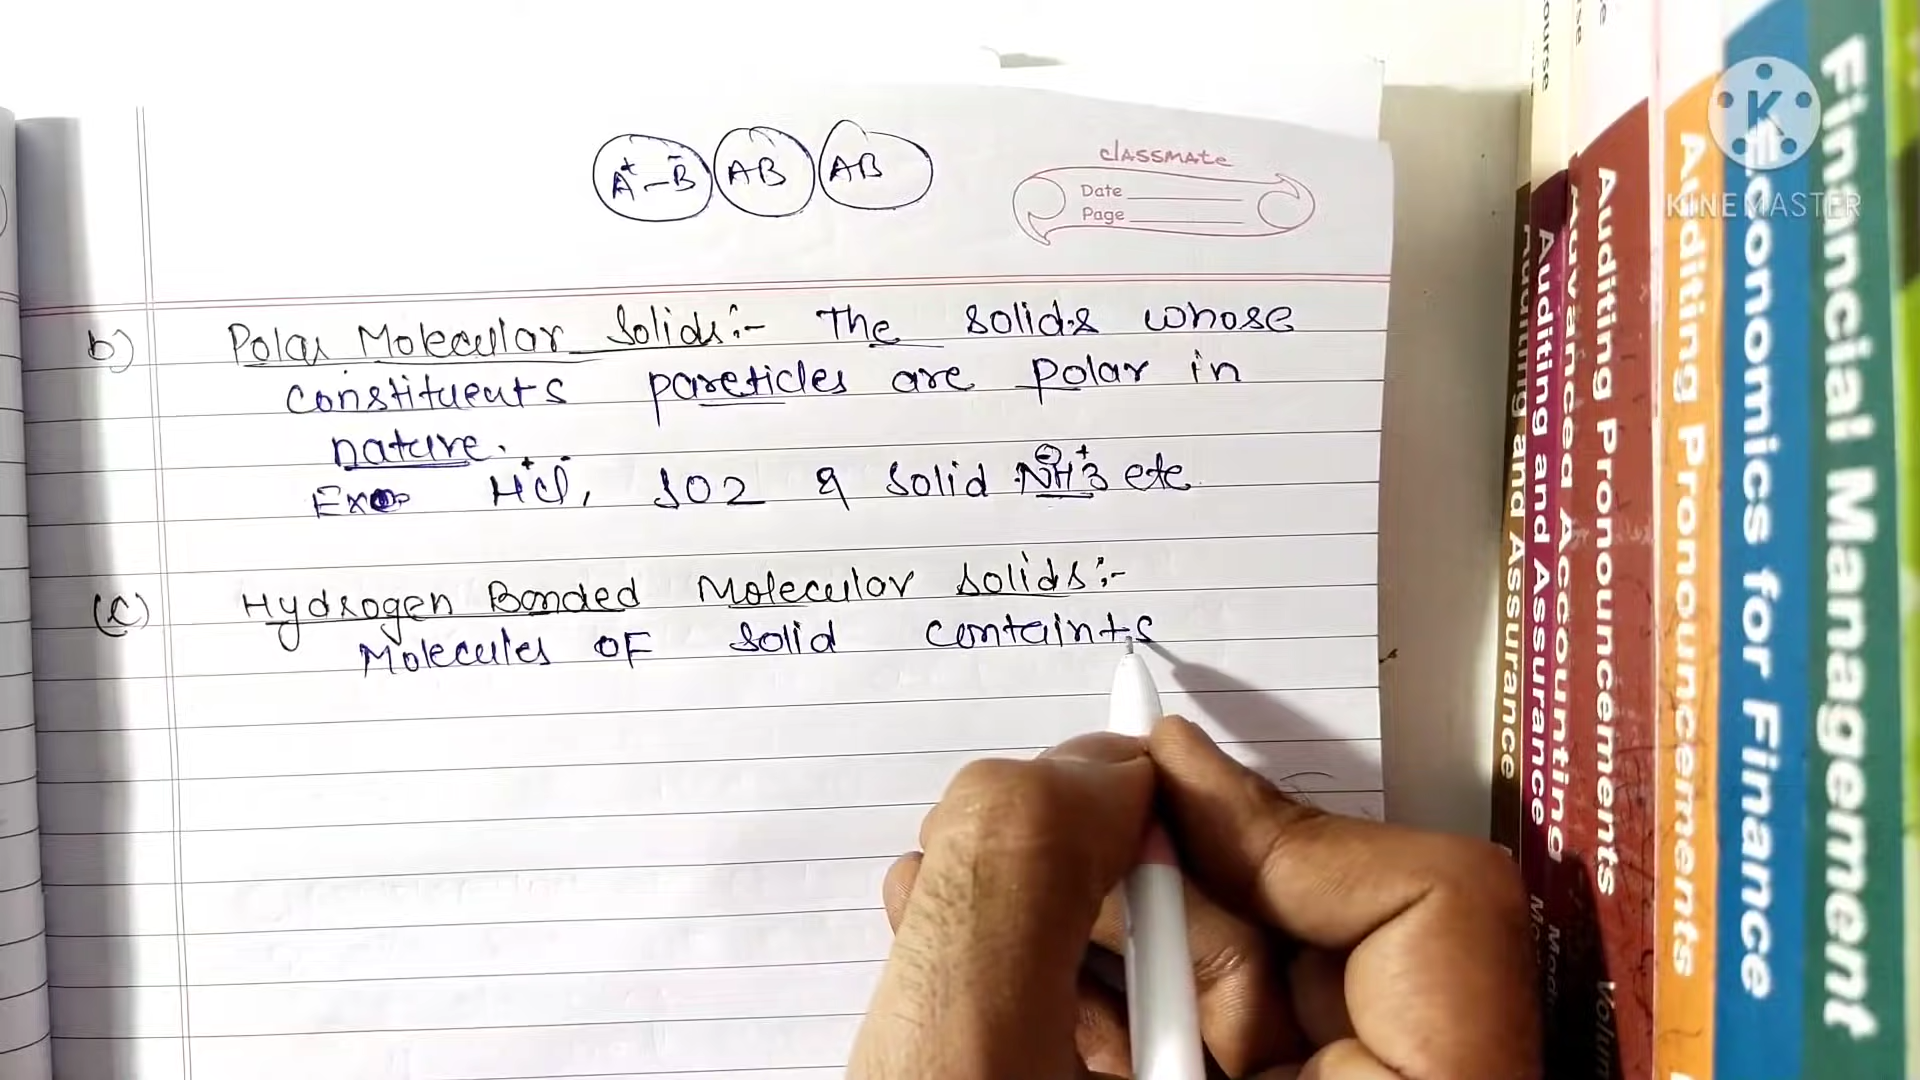 A⁺–B⁻ AB AB
classmate
Date
Page
b) Polar Molecular Solids:- The solids whose
constituents pareticles are polar in
nature.
Ex H⁺Cl⁻, SO2 & Solid NH3 etc
(c) Hydrogen Bonded Molecular Solids:-
Molecules OF Solid containts
K
KINEMASTER
Financial Management
Economics for Finance
Auditing Pronouncements
Auditing Pronouncements
Advanced Accounting
Auditing and Assurance
Auditing and Assurance